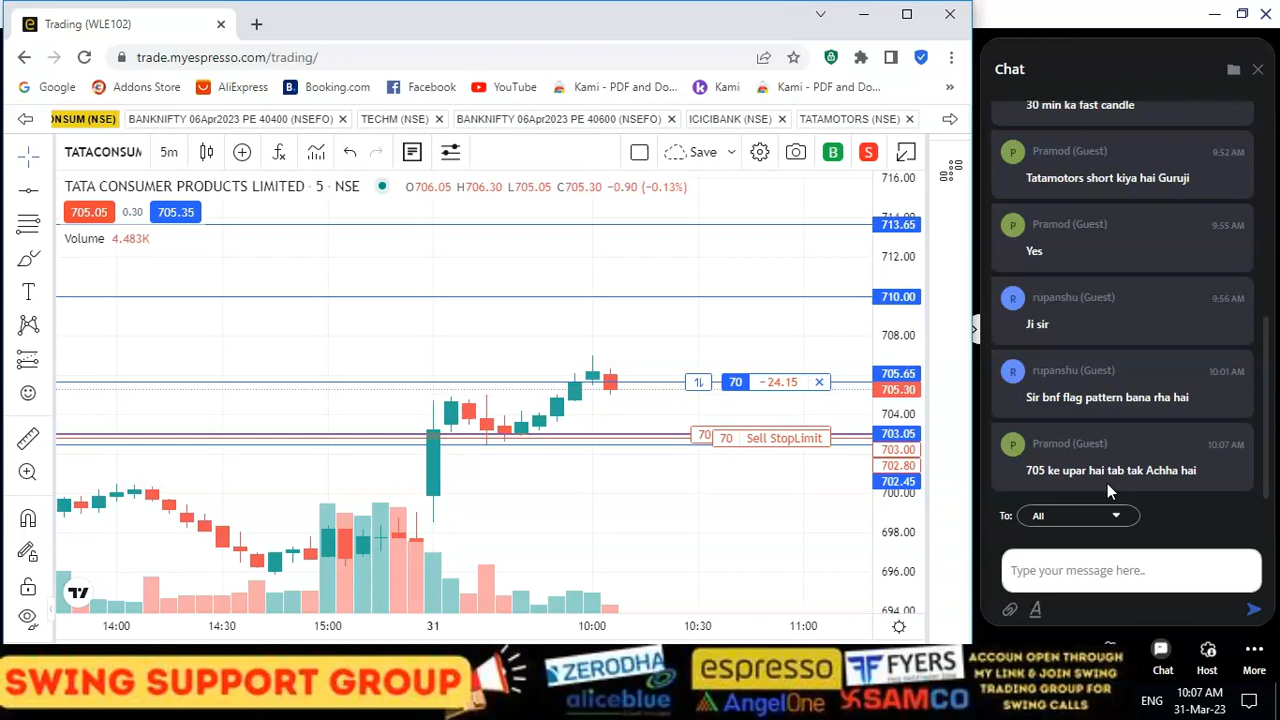 Trading (WLE102)
trade.myespresso.com/trading/
Google
Addons Store
AliExpress
Booking.com
Facebook
YouTube
Kami - PDF and Do...
Kami
Kami - PDF and Do...
ONSUM (NSE)
BANKNIFTY 06Apr2023 PE 40400 (NSEFO)
TECHM (NSE)
BANKNIFTY 06Apr2023 PE 40600 (NSEFO)
ICICIBANK (NSE)
TATAMOTORS (NSE)
TATACONSUM
5m
Save
B
S
TATA CONSUMER PRODUCTS LIMITED · 5 · NSE
O706.05 H706.30 L705.05 C705.30 −0.90 (−0.13%)
705.05
0.30
705.35
Volume 4.483K
716.00
713.65
712.00
710.00
708.00
705.65
705.30
704.00
703.05
703.00
702.80
702.45
700.00
698.00
696.00
694.00
70
−24.15
70
70
Sell StopLimit
14:00
14:30
15:00
31
10:00
10:30
11:00
Chat
30 min ka fast candle
P
Pramod (Guest)
9:52 AM
Tatamotors short kiya hai Guruji
P
Pramod (Guest)
9:55 AM
Yes
R
rupanshu (Guest)
9:56 AM
Ji sir
R
rupanshu (Guest)
10:01 AM
Sir bnf flag pattern bana rha hai
P
Pramod (Guest)
10:07 AM
705 ke upar hai tab tak Achha hai
To:
All
Type your message here..
Chat
Host
More
SWING SUPPORT GROUP
ZERODHA
aliceblue
espresso
AngelOne
FYERS
SAMCO
ACCOUN OPEN THROUGH
MY LINK & JOIN SWING
TRADING GROUP FOR
SWING CALLS
ENG
10:07 AM
31-Mar-23